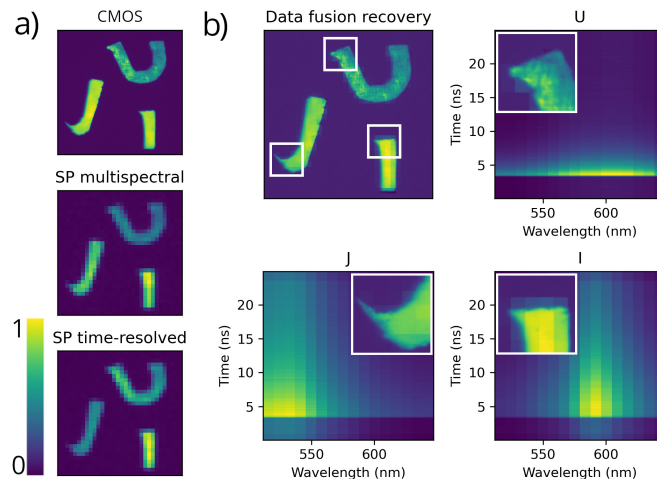 a)
CMOS
SP multispectral
SP time-resolved
1
0
b)
Data fusion recovery
U
Time (ns)
20
15
10
5
550
600
Wavelength (nm)
J
Time (ns)
20
15
10
5
550
600
Wavelength (nm)
I
Time (ns)
20
15
10
5
550
600
Wavelength (nm)